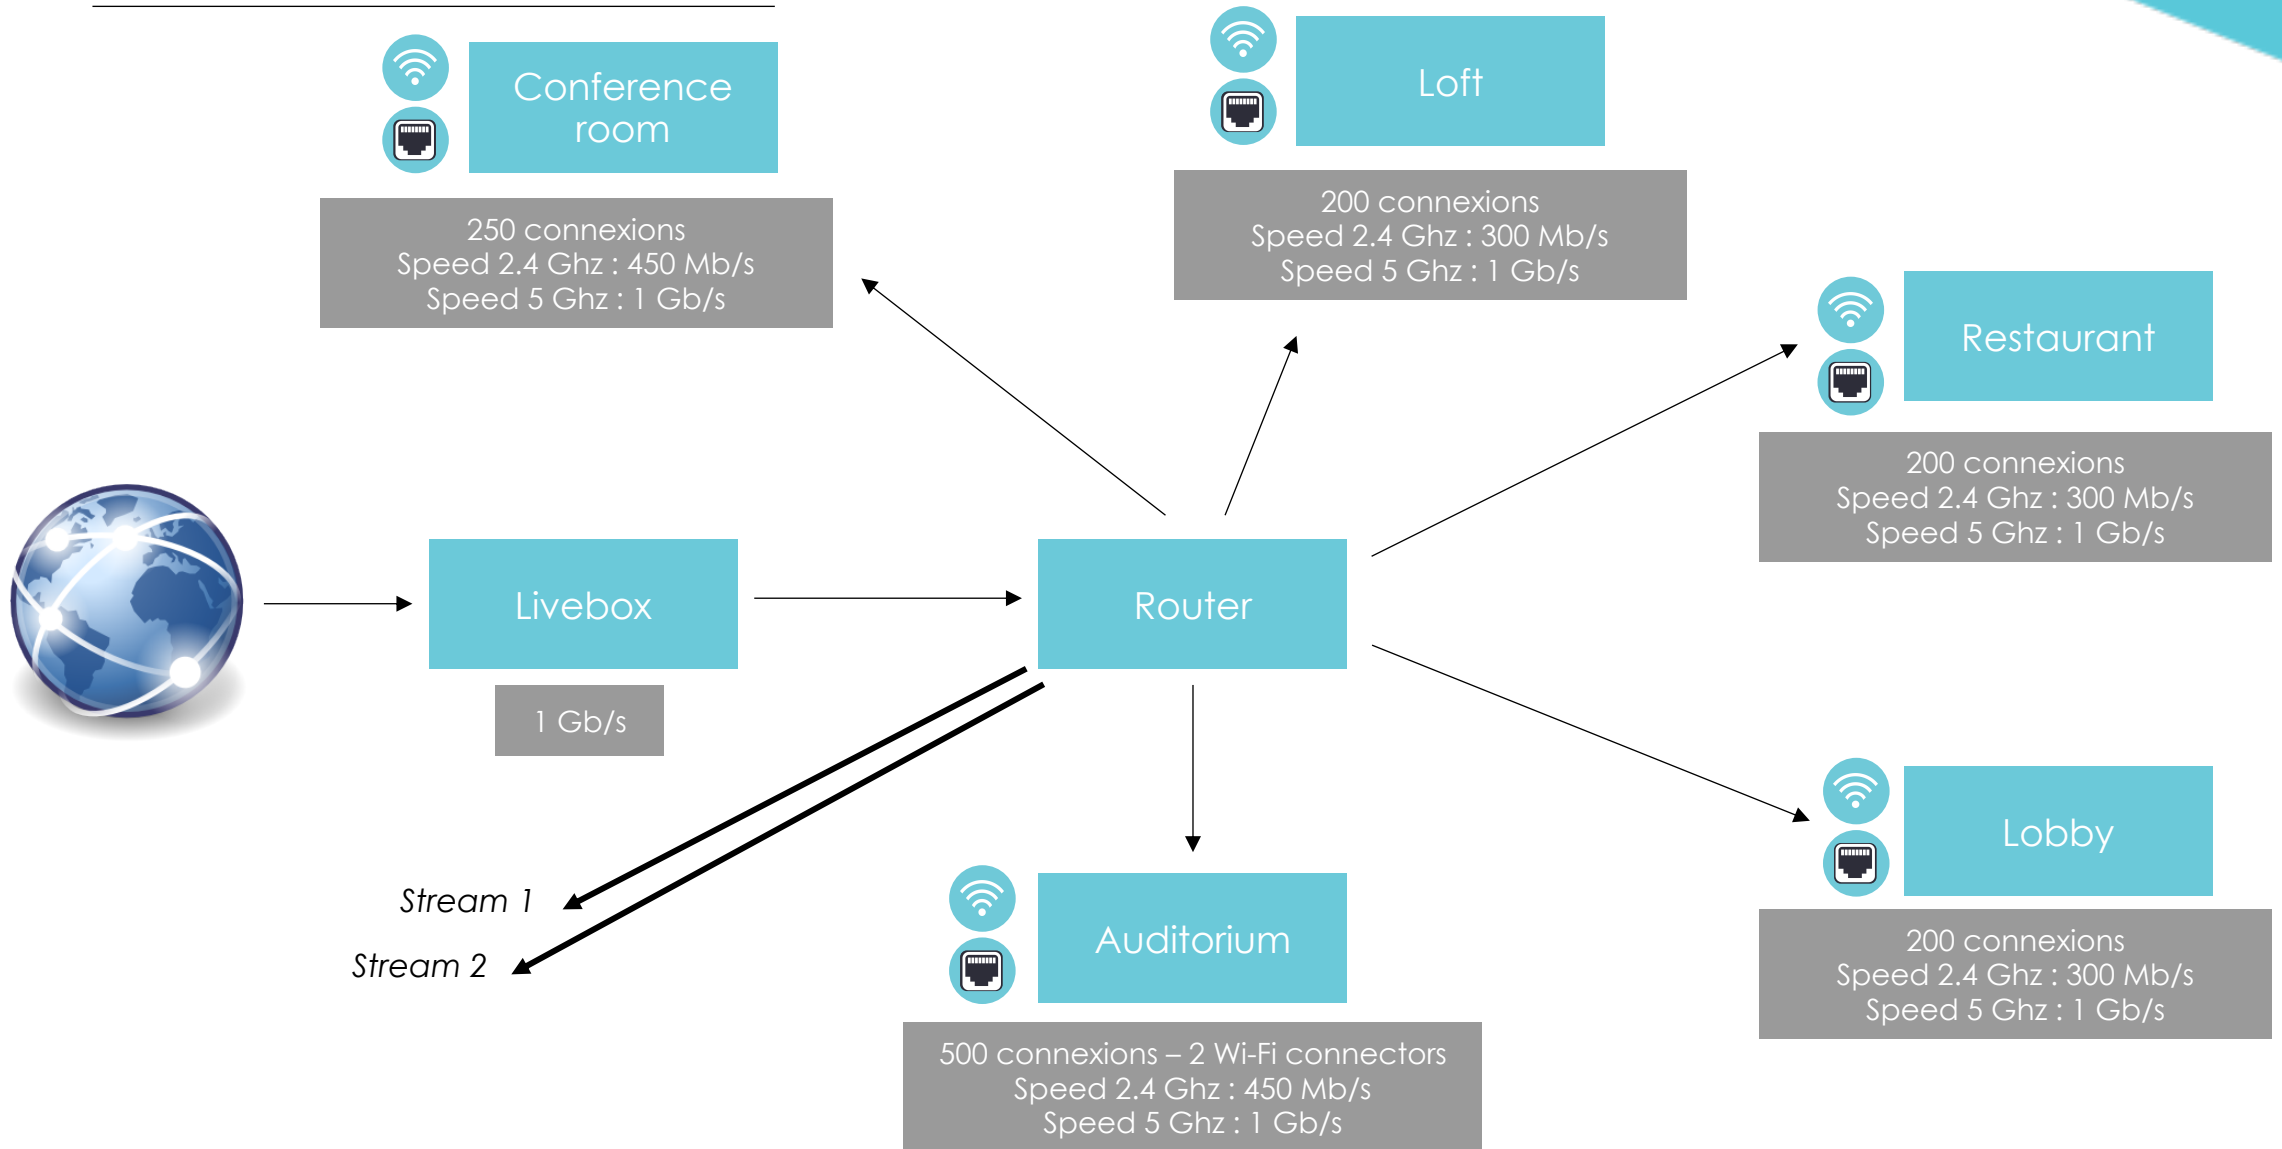 Conference
room
250 connexions
Speed 2.4 Ghz : 450 Mb/s
Speed 5 Ghz : 1 Gb/s
Loft
200 connexions
Speed 2.4 Ghz : 300 Mb/s
Speed 5 Ghz : 1 Gb/s
Restaurant
200 connexions
Speed 2.4 Ghz : 300 Mb/s
Speed 5 Ghz : 1 Gb/s
Livebox
1 Gb/s
Router
Lobby
200 connexions
Speed 2.4 Ghz : 300 Mb/s
Speed 5 Ghz : 1 Gb/s
Stream 1
Stream 2
Auditorium
500 connexions – 2 Wi-Fi connectors
Speed 2.4 Ghz : 450 Mb/s
Speed 5 Ghz : 1 Gb/s